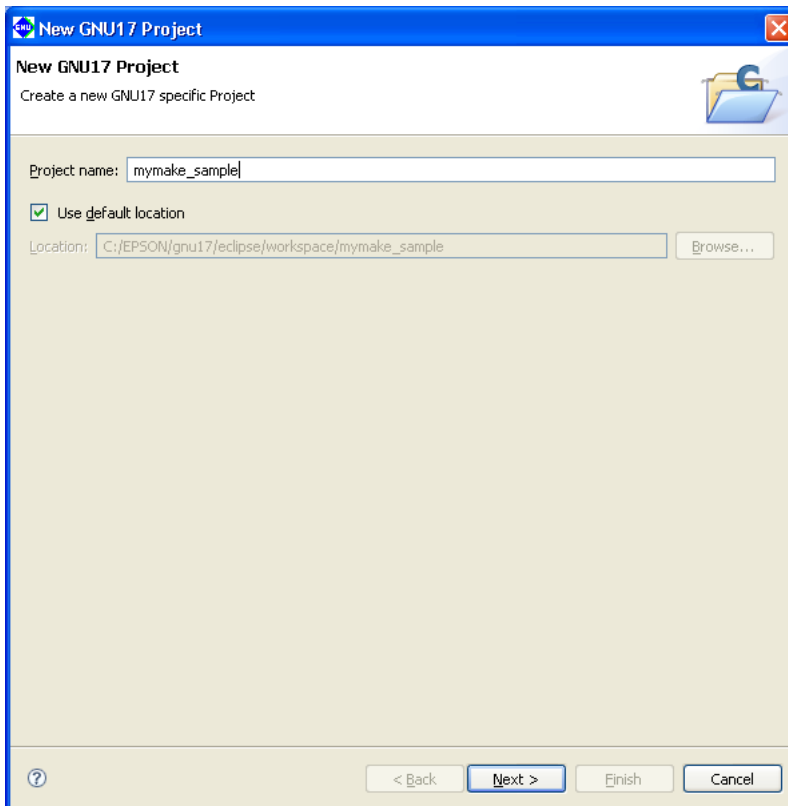 GNU New GNU17 Project
New GNU17 Project
Create a new GNU17 specific Project
Project name: mymake_sample
Use default location
Location: C:/EPSON/gnu17/eclipse/workspace/mymake_sample Browse...
? < Back Next > Finish Cancel